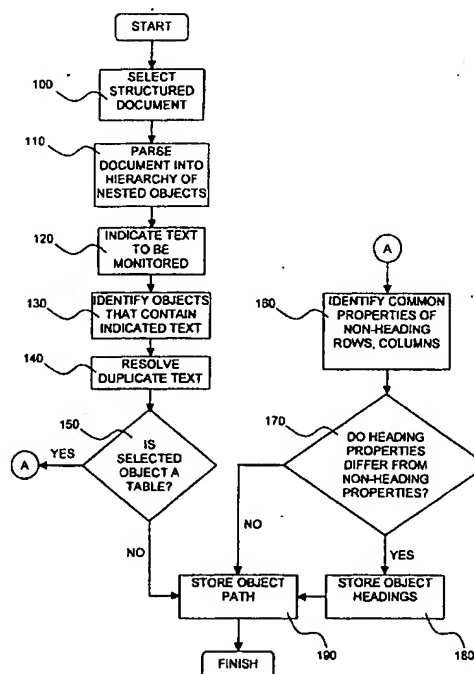 START
100
SELECT
STRUCTURED
DOCUMENT
110
PARSE
DOCUMENT INTO
HIERARCHY OF
NESTED OBJECTS
120
INDICATE TEXT
TO BE
MONITORED
130
IDENTIFY OBJECTS
THAT CONTAIN
INDICATED TEXT
140
RESOLVE
DUPLICATE TEXT
150
IS
SELECTED
OBJECT A
TABLE?
YES
A
NO
A
160
IDENTIFY COMMON
PROPERTIES OF
NON-HEADING
ROWS, COLUMNS
170
DO HEADING
PROPERTIES
DIFFER FROM
NON-HEADING
PROPERTIES?
NO
YES
STORE OBJECT
PATH
190
STORE OBJECT
HEADINGS
180
FINISH